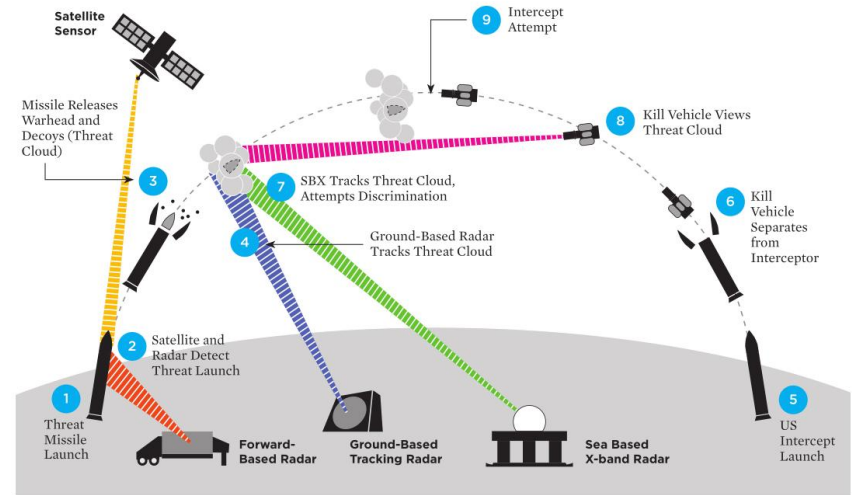 Satellite
Sensor
9
Intercept
Attempt
Missile Releases
Warhead and
Decoys (Threat
Cloud)
8
Kill Vehicle Views
Threat Cloud
3
7
SBX Tracks Threat Cloud,
Attempts Discrimination
6
Kill
Vehicle
Separates
from
Interceptor
4
Ground-Based Radar
Tracks Threat Cloud
2
Satellite and
Radar Detect
Threat Launch
1
Threat
Missile
Launch
5
US
Intercept
Launch
Forward-
Based Radar
Ground-Based
Tracking Radar
Sea Based
X-band Radar